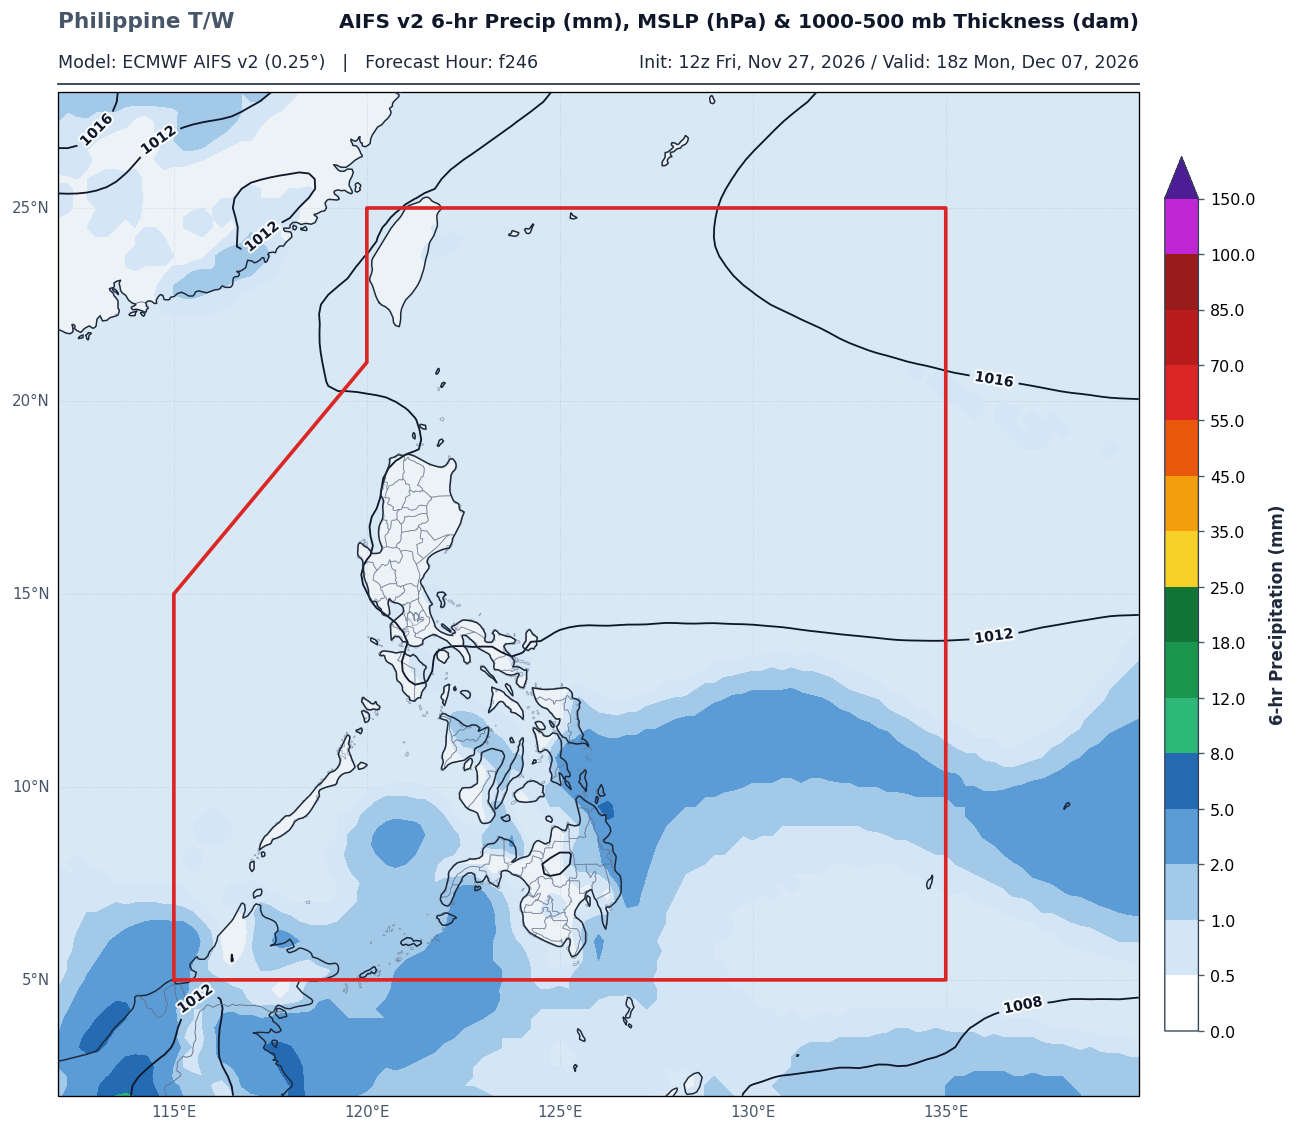 Philippine T/W
AIFS v2 6-hr Precip (mm), MSLP (hPa) & 1000-500 mb Thickness (dam)
Model: ECMWF AIFS v2 (0.25°) | Forecast Hour: f246
Init: 12z Fri, Nov 27, 2026 / Valid: 18z Mon, Dec 07, 2026
1016
1012
1012
1016
1012
1012
1008
25°N
20°N
15°N
10°N
5°N
115°E
120°E
125°E
130°E
135°E
150.0
100.0
85.0
70.0
55.0
45.0
35.0
25.0
18.0
12.0
8.0
5.0
2.0
1.0
0.5
0.0
6-hr Precipitation (mm)